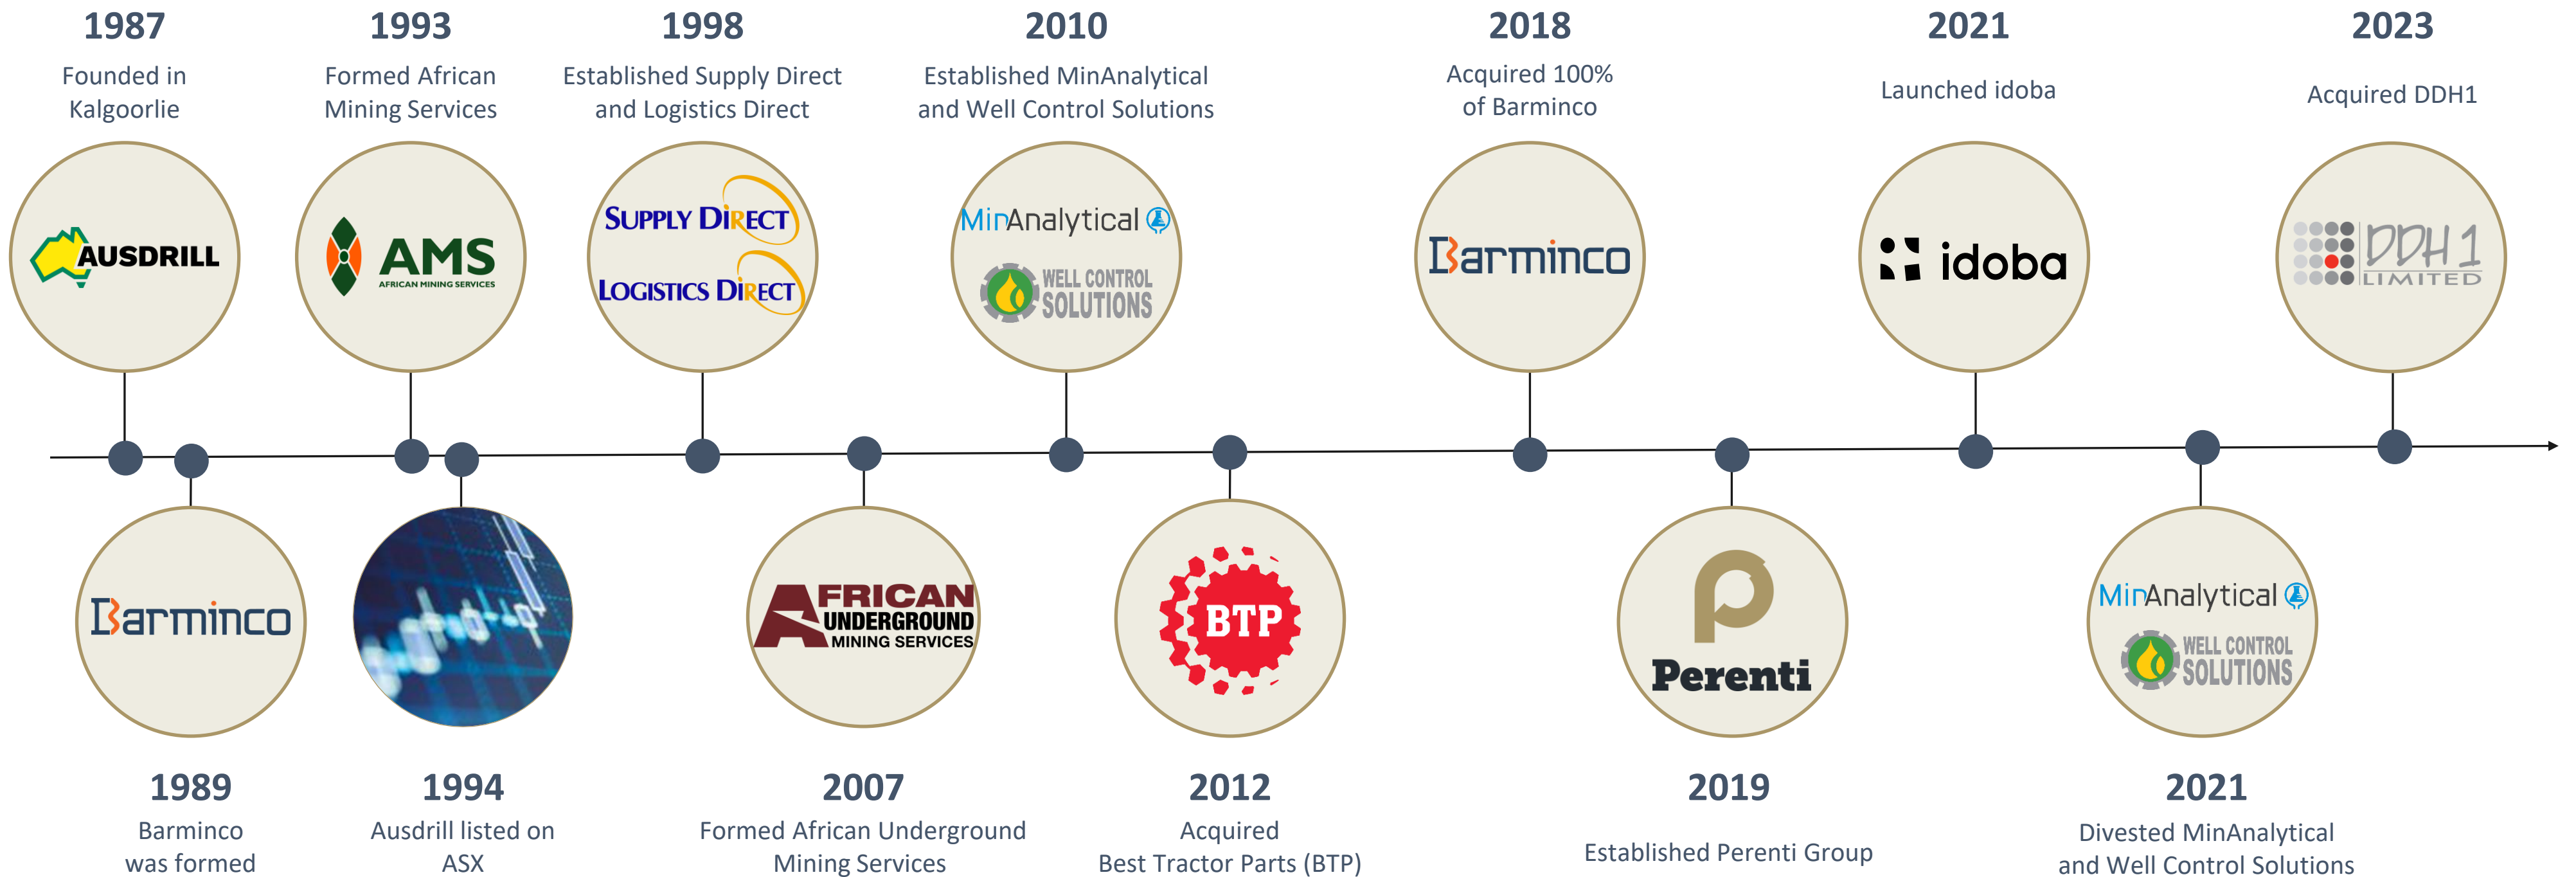 1987
Founded in
Kalgoorlie
AUSDRILL
1993
Formed African
Mining Services
AMS
AFRICAN MINING SERVICES
1998
Established Supply Direct
and Logistics Direct
SUPPLY DIRECT
LOGISTICS DIRECT
2010
Established MinAnalytical
and Well Control Solutions
MinAnalytical
WELL CONTROL
SOLUTIONS
2018
Acquired 100%
of Barminco
Barminco
2021
Launched idoba
idoba
2023
Acquired DDH1
DDH1
LIMITED
Barminco
1989
Barminco
was formed
1994
Ausdrill listed on
ASX
AFRICAN
UNDERGROUND
MINING SERVICES
2007
Formed African Underground
Mining Services
BTP
2012
Acquired
Best Tractor Parts (BTP)
Perenti
2019
Established Perenti Group
MinAnalytical
WELL CONTROL
SOLUTIONS
2021
Divested MinAnalytical
and Well Control Solutions